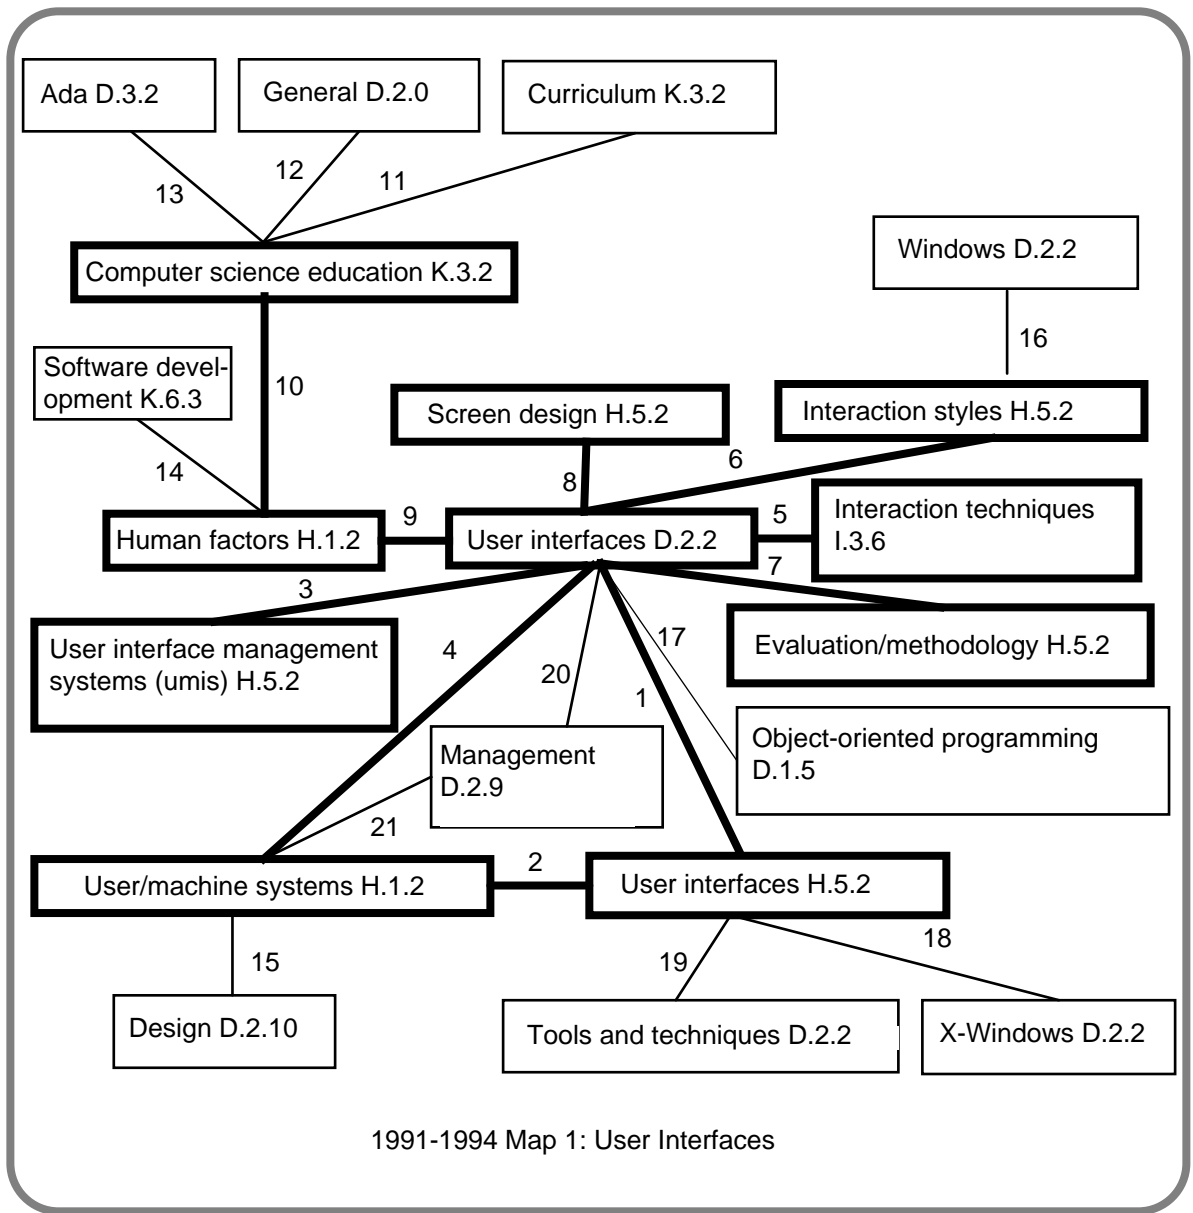 Ada D.3.2
General D.2.0
Curriculum K.3.2
13
12
11
Computer science education K.3.2
Windows D.2.2
16
Software devel-
opment K.6.3
10
14
Screen design H.5.2
Interaction styles H.5.2
8
6
Human factors H.1.2
9
User interfaces D.2.2
5
Interaction techniques
I.3.6
7
3
User interface management
systems (umis) H.5.2
4
20
1
17
Evaluation/methodology H.5.2
Management
D.2.9
Object-oriented programming
D.1.5
21
User/machine systems H.1.2
2
User interfaces H.5.2
15
19
18
Design D.2.10
Tools and techniques D.2.2
X-Windows D.2.2
1991-1994 Map 1: User Interfaces